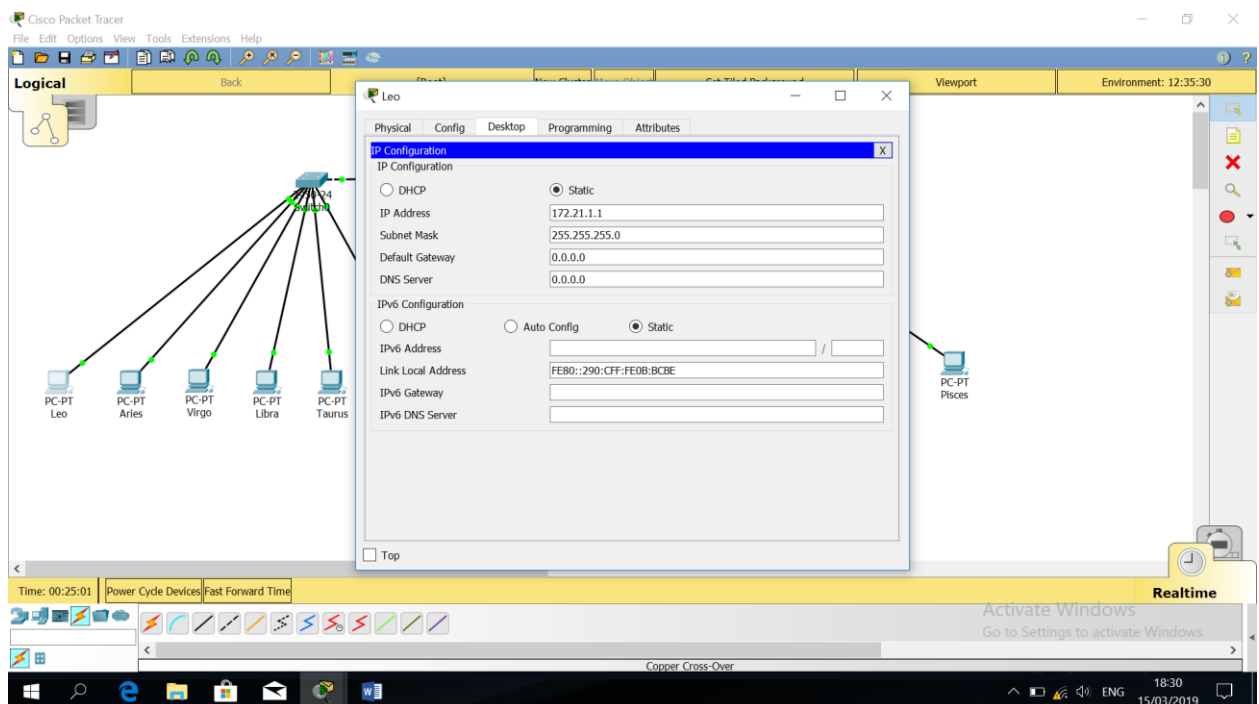 Cisco Packet Tracer
File Edit Options View Tools Extensions Help
Logical Back Viewport Environment: 12:35:30
Leo
Physical Config Desktop Programming Attributes
IP Configuration X
IP Configuration
DHCP Static
IP Address 172.21.1.1
Subnet Mask 255.255.255.0
Default Gateway 0.0.0.0
DNS Server 0.0.0.0
IPv6 Configuration
DHCP Auto Config Static
IPv6 Address /
Link Local Address FE80::290:CFF:FE0B:BCBE
IPv6 Gateway
IPv6 DNS Server
Top
Switch0
PC-PT
Leo
PC-PT
Aries
PC-PT
Virgo
PC-PT
Libra
PC-PT
Taurus
PC-PT
Pisces
Time: 00:25:01 Power Cycle Devices Fast Forward Time Realtime
Activate Windows
Go to Settings to activate Windows.
Copper Cross-Over
ENG
18:30
15/03/2019